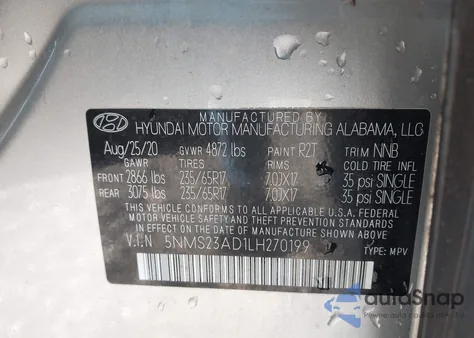 MANUFACTURED BY
HYUNDAI MOTOR MANUFACTURING ALABAMA, LLC
Aug/25/20 GVWR 4872 lbs PAINT R2T TRIM NNB
GAWR TIRES RIMS COLD TIRE INFL
FRONT 2866 lbs 235/65R17 7.0JX17 35 psi SINGLE
REAR 3075 lbs 235/65R17 7.0JX17 35 psi SINGLE
THIS VEHICLE CONFORMS TO ALL APPLICABLE U.S.A. FEDERAL
MOTOR VEHICLE SAFETY AND THEFT PREVENTION STANDARDS
IN EFFECT ON THE DATE OF MANUFACTURE SHOWN ABOVE.
V.I.N 5NMS23AD1LH270199 TYPE: MPV
autoSnap